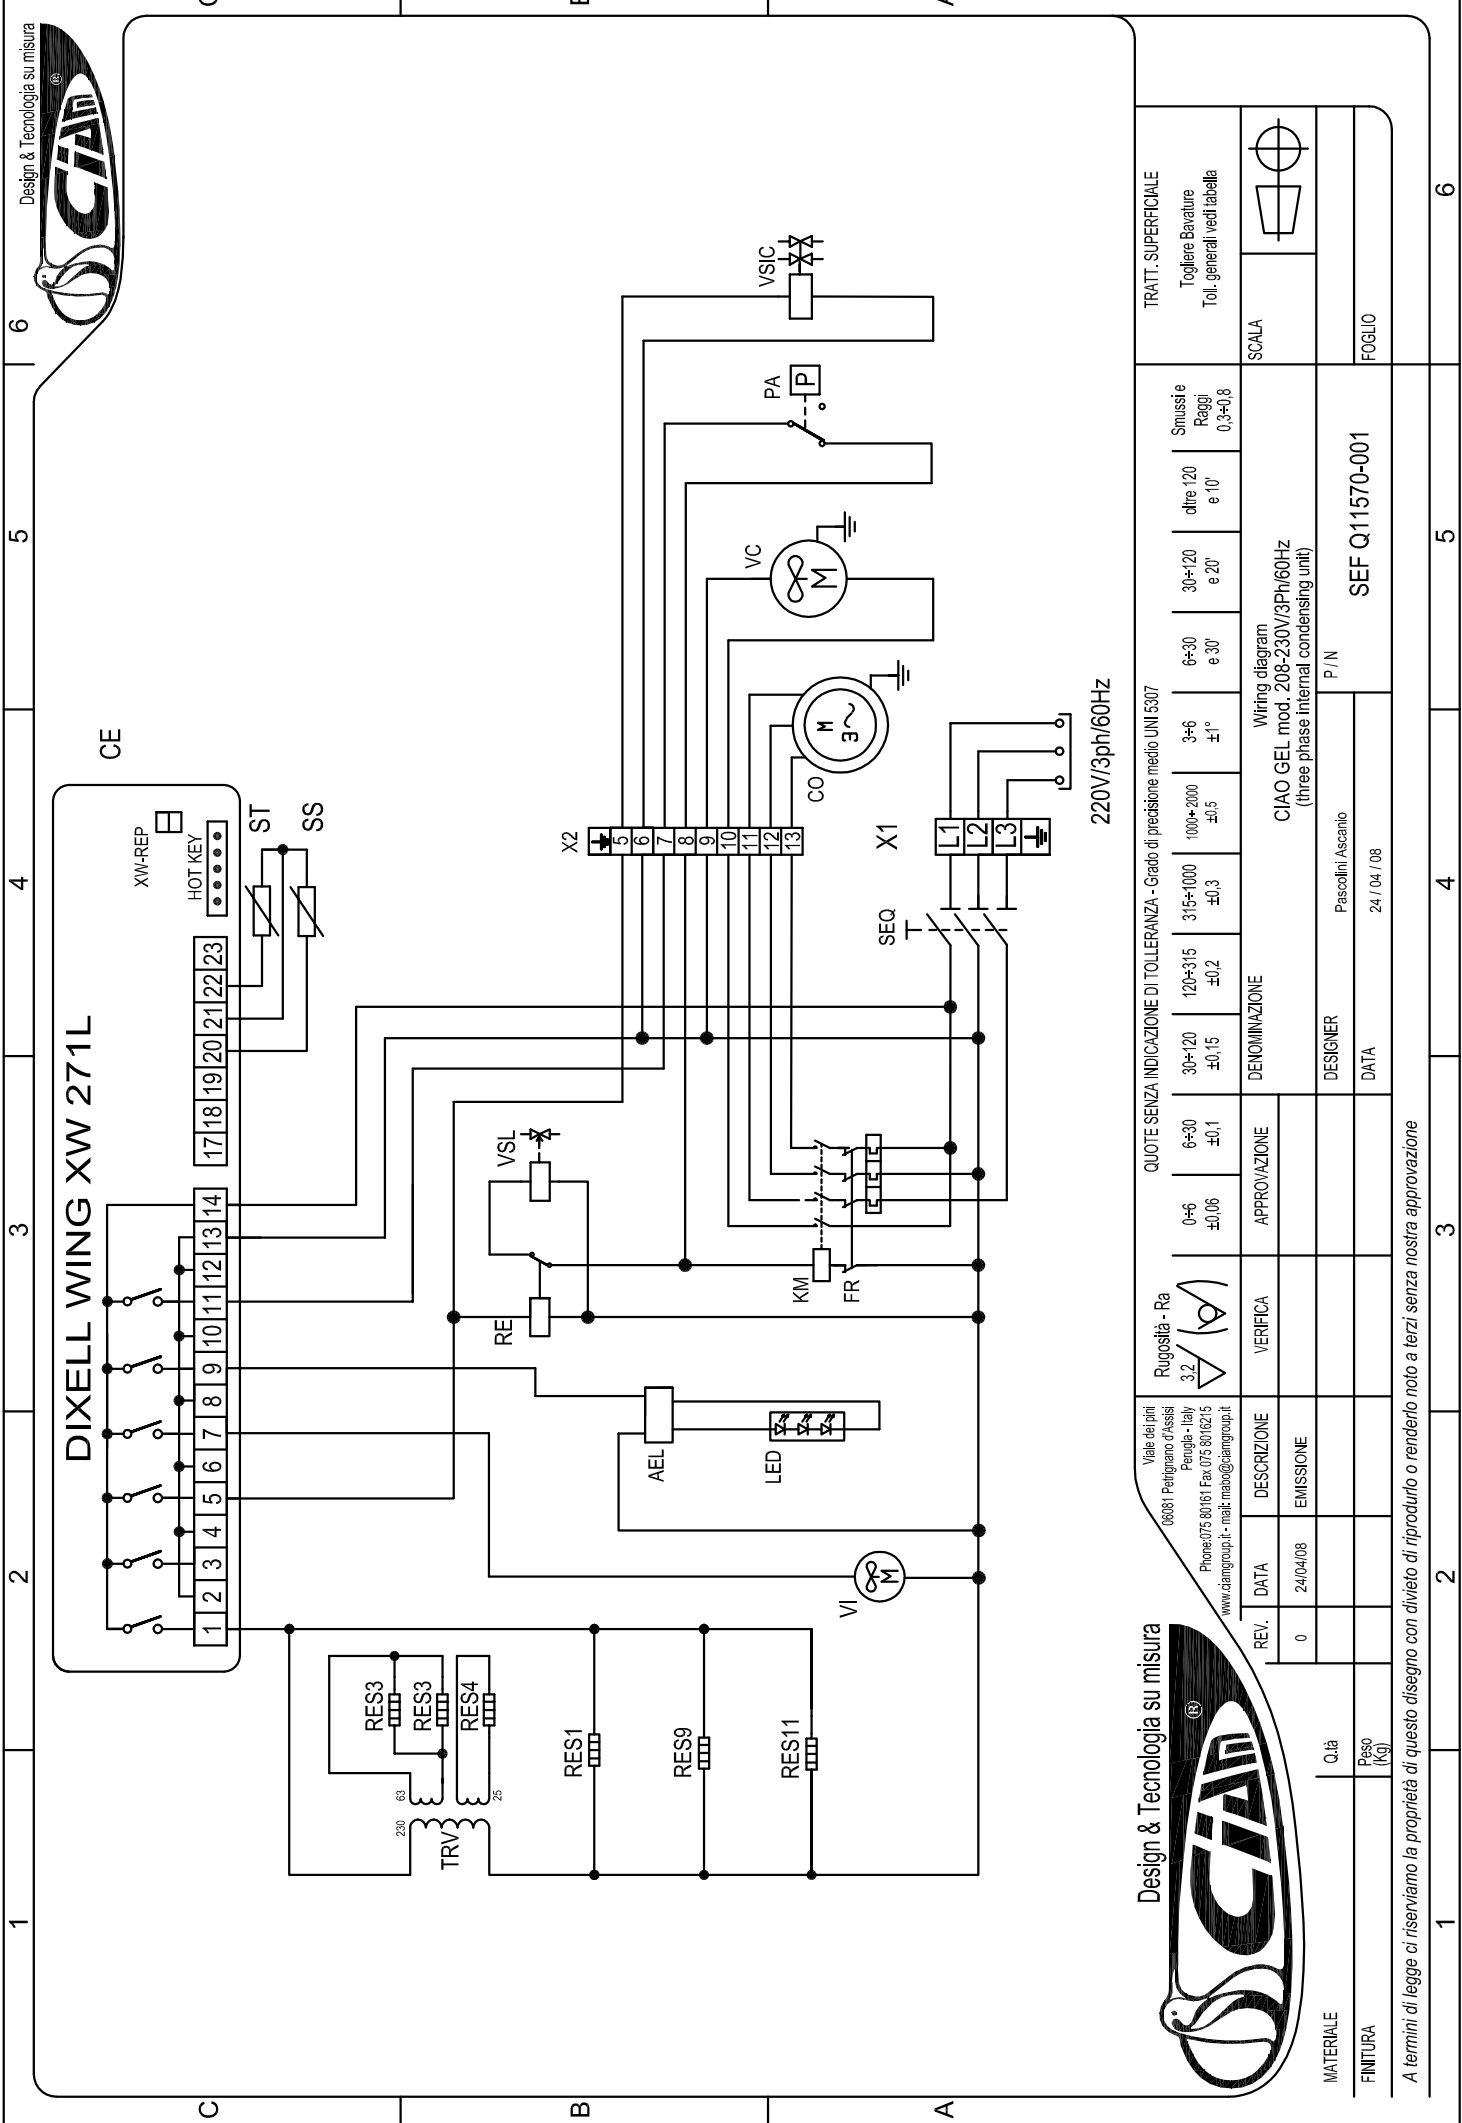 Design & Tecnologia su misura
CIAM
®
1
2
3
4
5
6
C
B
A
DIXELL WING XW 271L
CE
XW-REP
HOT KEY
1 2 3 4 5 6 7 8 9 10 11 12 13 14
17 18 19 20 21 22 23
ST
SS
RES3
RES3
RES4
63
25
230
TRV
RES1
RES9
RES11
VI
M
AEL
LED
RE
VSL
KM
FR
X2
5
6
7
8
9
10
11
12
13
CO
M
3
VC
M
PA
P
VSIC
SEQ
X1
L1
L2
L3
220V/3ph/60Hz
Design & Tecnologia su misura
CIAM
®
Viale dei pini
06081 Petrignano d'Assisi
Perugia - Italy
Phone:075 80161 Fax 075 8016215
www.ciamgroup.it - mail: mabo@ciamgroup.it
Rugosità - Ra
3,2
QUOTE SENZA INDICAZIONE DI TOLLERANZA - Grado di precisione medio UNI 5307
0÷6
±0,06
6÷30
±0,1
30÷120
±0,15
120÷315
±0,2
315÷1000
±0,3
1000÷2000
±0,5
3÷6
±1°
6÷30
e 30'
30÷120
e 20'
oltre 120
e 10'
Smussi e
Raggi
0,3÷0,8
TRATT. SUPERFICIALE
Togliere Bavature
Toll. generali vedi tabella
REV.
DATA
DESCRIZIONE
VERIFICA
APPROVAZIONE
0
24/04/08
EMISSIONE
DENOMINAZIONE
Wiring diagram
CIAO GEL mod. 208-230V/3Ph/60Hz
(three phase internal condensing unit)
SCALA
MATERIALE
Q.tà
DESIGNER
Pascolini Ascanio
P / N
SEF Q11570-001
FINITURA
Peso
(Kg)
DATA
24 / 04 / 08
FOGLIO
A termini di legge ci riserviamo la proprietà di questo disegno con divieto di riprodurlo o renderlo noto a terzi senza nostra approvazione
1
2
3
4
5
6